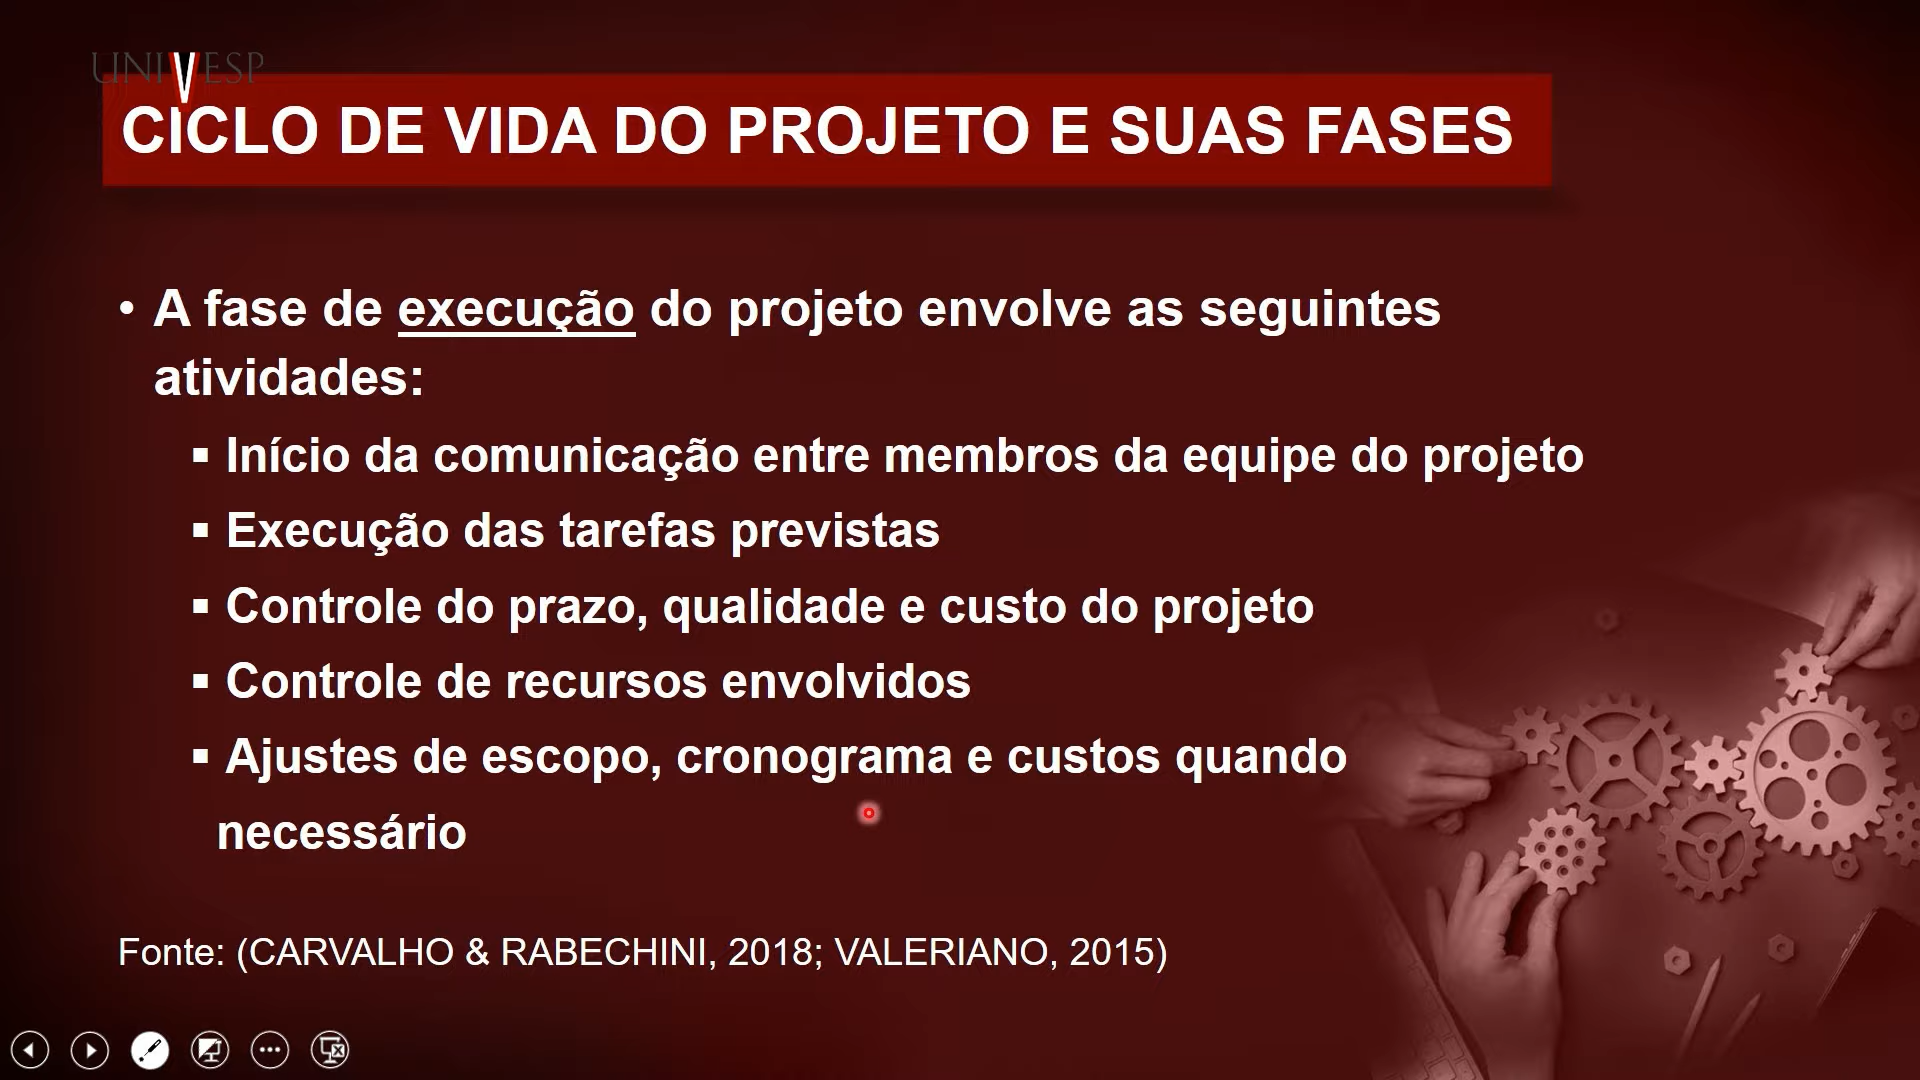 UNIVESP
CICLO DE VIDA DO PROJETO E SUAS FASES
• A fase de execução do projeto envolve as seguintes
atividades:
▪ Início da comunicação entre membros da equipe do projeto
▪ Execução das tarefas previstas
▪ Controle do prazo, qualidade e custo do projeto
▪ Controle de recursos envolvidos
▪ Ajustes de escopo, cronograma e custos quando
necessário
Fonte: (CARVALHO & RABECHINI, 2018; VALERIANO, 2015)